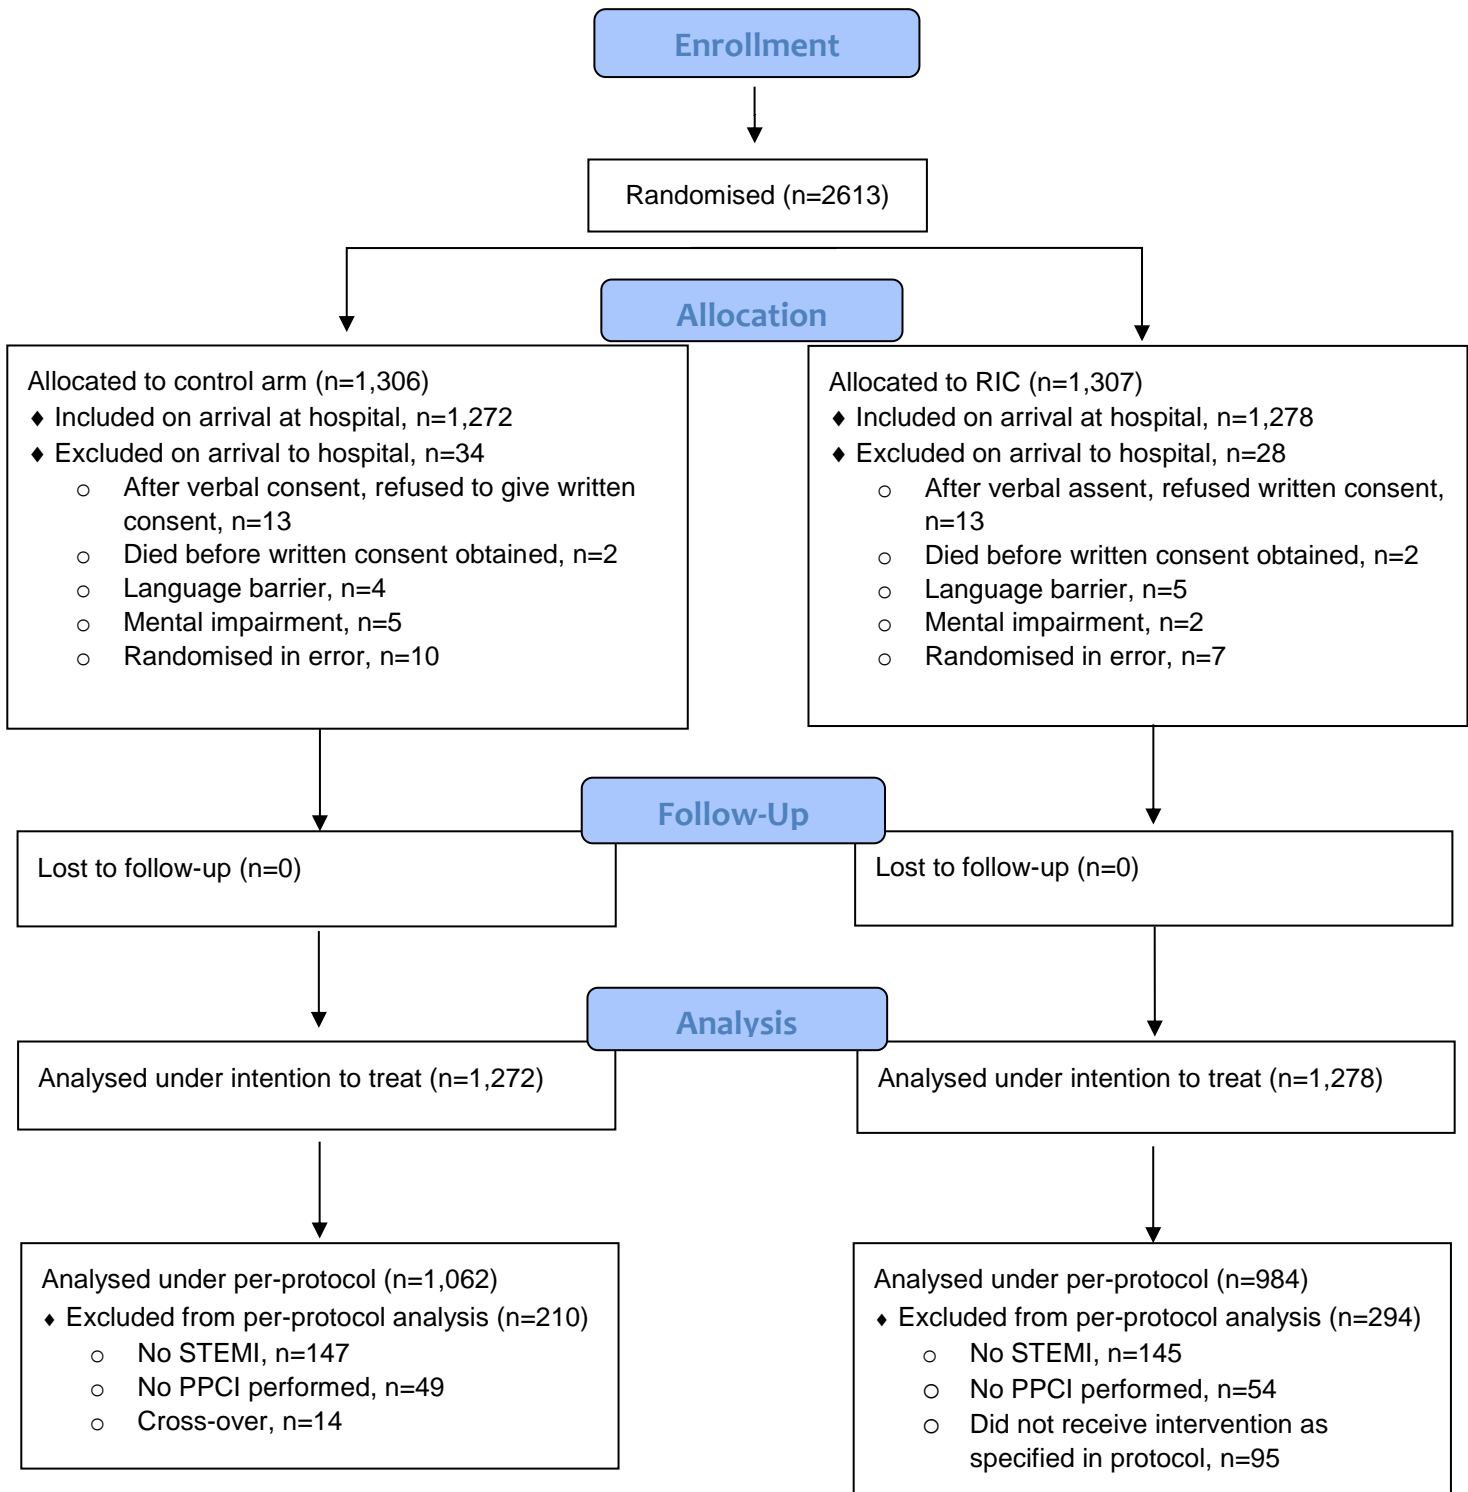 Enrollment
Randomised (n=2613)
Allocation
Allocated to control arm (n=1,306)
♦ Included on arrival at hospital, n=1,272
♦ Excluded on arrival to hospital, n=34
○ After verbal consent, refused to give written
consent, n=13
○ Died before written consent obtained, n=2
○ Language barrier, n=4
○ Mental impairment, n=5
○ Randomised in error, n=10
Allocated to RIC (n=1,307)
♦ Included on arrival at hospital, n=1,278
♦ Excluded on arrival to hospital, n=28
○ After verbal assent, refused written consent,
n=13
○ Died before written consent obtained, n=2
○ Language barrier, n=5
○ Mental impairment, n=2
○ Randomised in error, n=7
Follow-Up
Lost to follow-up (n=0)
Lost to follow-up (n=0)
Analysis
Analysed under intention to treat (n=1,272)
Analysed under intention to treat (n=1,278)
Analysed under per-protocol (n=1,062)
♦ Excluded from per-protocol analysis (n=210)
○ No STEMI, n=147
○ No PPCI performed, n=49
○ Cross-over, n=14
Analysed under per-protocol (n=984)
♦ Excluded from per-protocol analysis (n=294)
○ No STEMI, n=145
○ No PPCI performed, n=54
○ Did not receive intervention as
specified in protocol, n=95